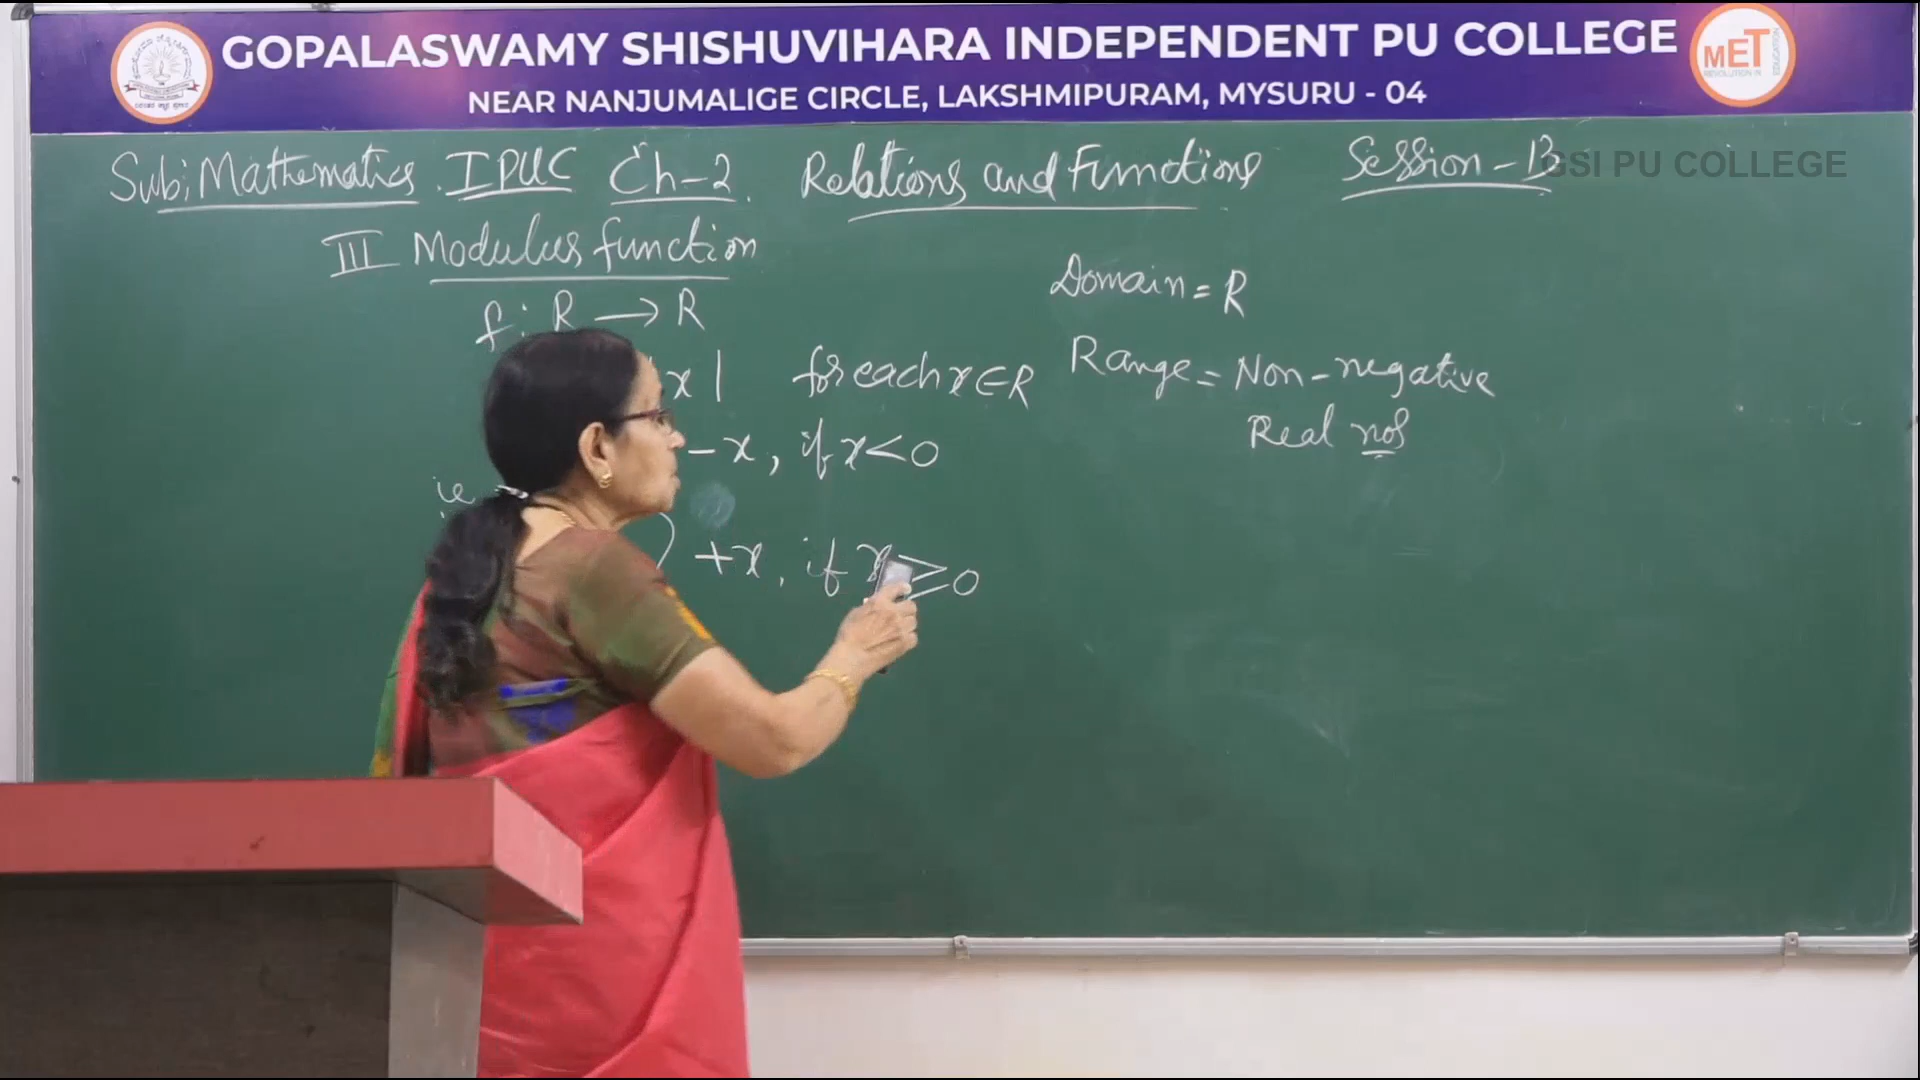 GOPALASWAMY SHISHUVIHARA INDEPENDENT PU COLLEGE
NEAR NANJUMALIGE CIRCLE, LAKSHMIPURAM, MYSURU - 04
MET
GSI PU COLLEGE
Sub: Mathematics. I PUC Ch-2. Relations and Functions Session - 13
III Modulus function
f: R → R
x | for each x ∈ R
- x, if x < 0
ie
+x, if x ≥ 0
Domain = R
Range = Non-negative
Real nos